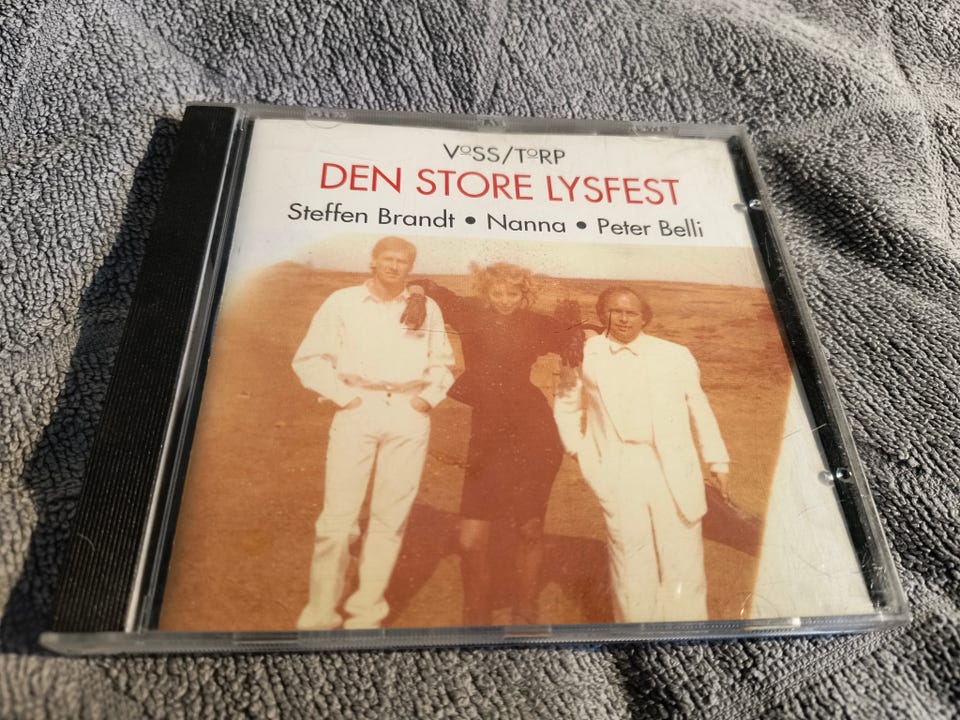 VoSS/ToRP
DEN STORE LYSFEST
Steffen Brandt • Nanna • Peter Belli